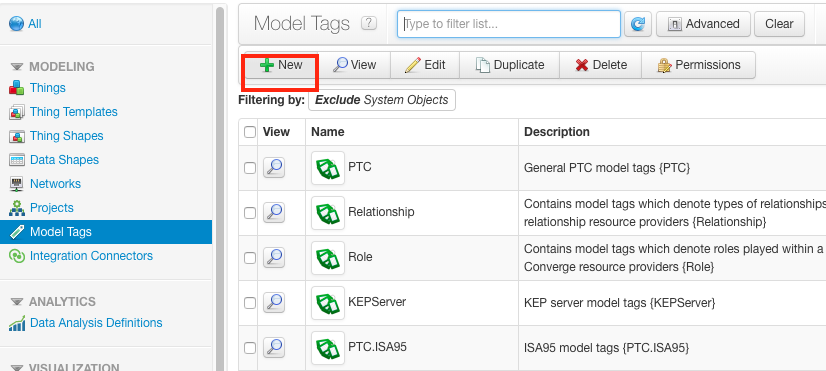 All
MODELING
Things
Thing Templates
Thing Shapes
Data Shapes
Networks
Projects
Model Tags
Integration Connectors
ANALYTICS
Data Analysis Definitions
VISUALIZATION
Model Tags ? Type to filter list... Advanced Clear
New View Edit Duplicate Delete Permissions
Filtering by: Exclude System Objects
View Name Description
PTC General PTC model tags {PTC}
Relationship Contains model tags which denote types of relationships
relationship resource providers {Relationship}
Role Contains model tags which denote roles played within a
Converge resource providers {Role}
KEPServer KEP server model tags {KEPServer}
PTC.ISA95 ISA95 model tags {PTC.ISA95}